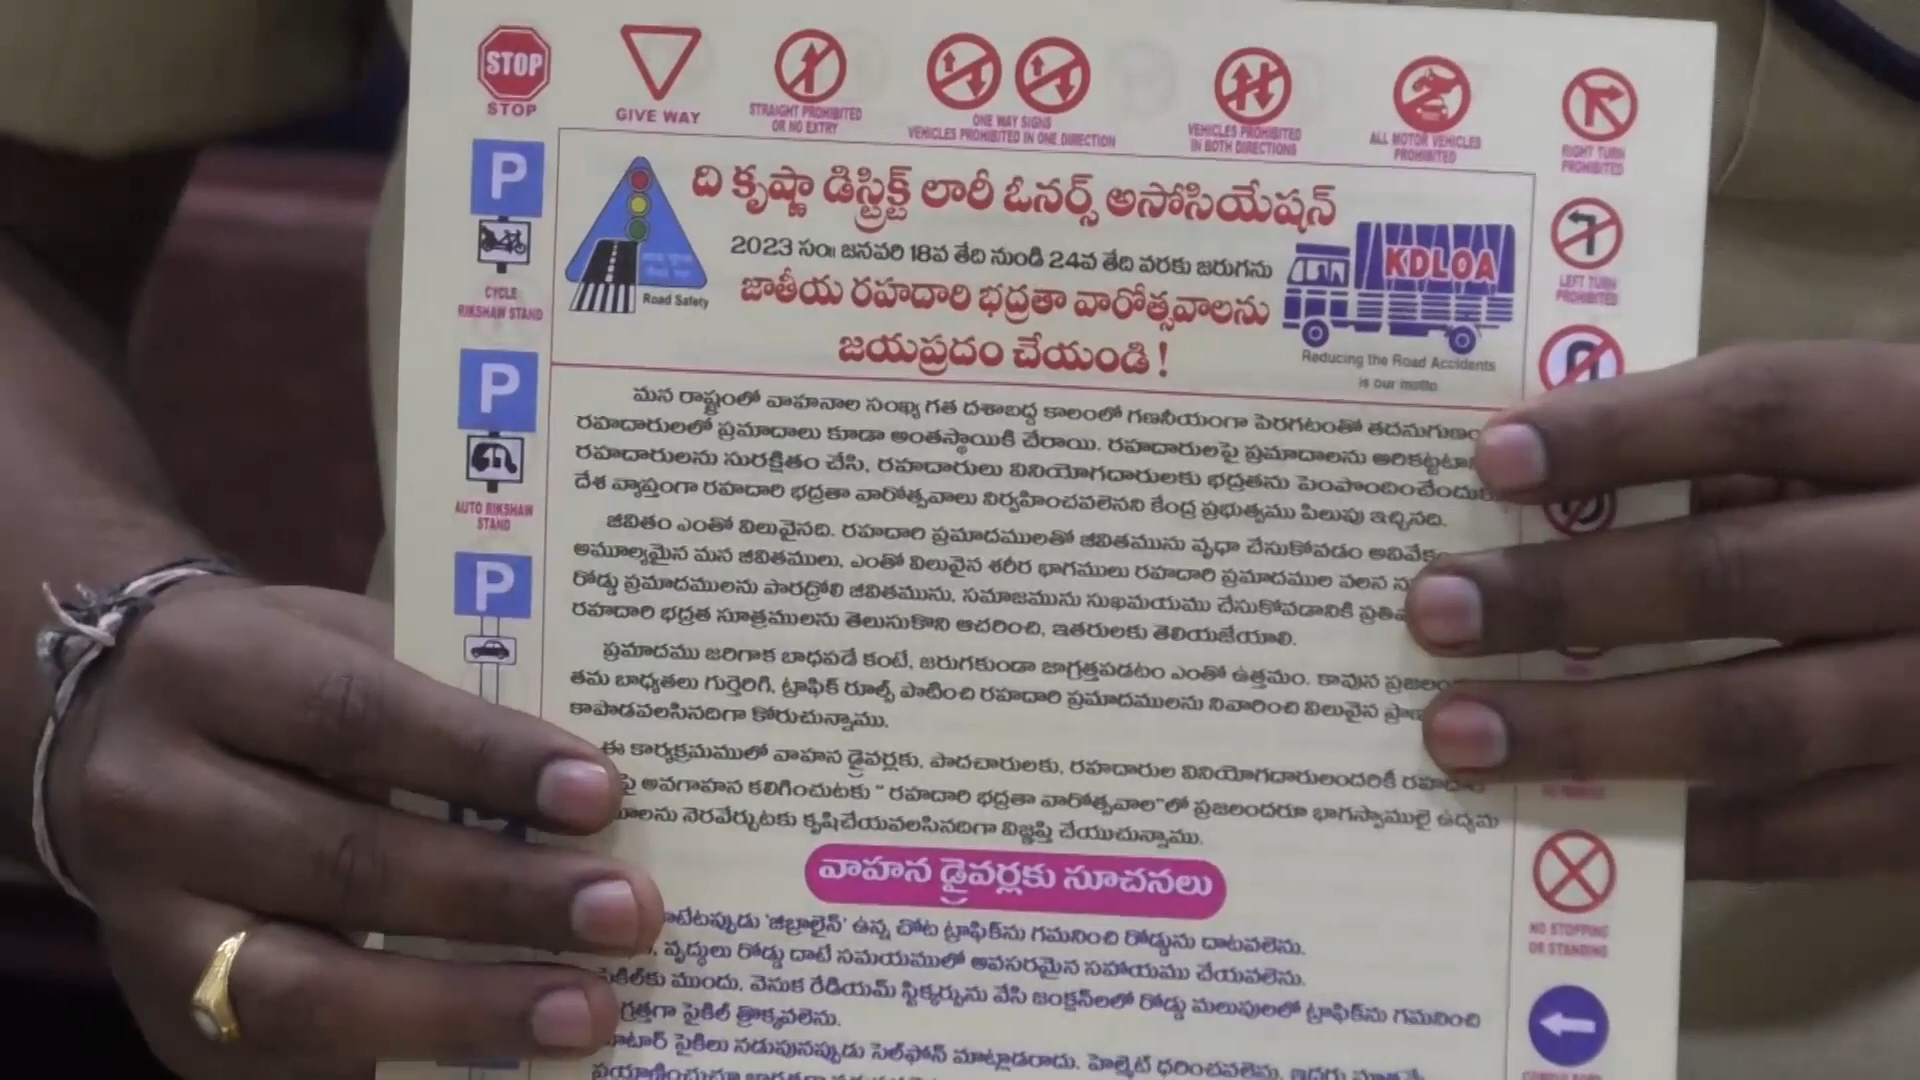 STOP
STOP
GIVE WAY
STRAIGHT PROHIBITED
OR NO EXTRY
ONE WAY SIGNS
VEHICLES PROHIBITED IN ONE DIRECTION
VEHICLES PROHIBITED
IN BOTH DIRECTIONS
ALL MOTOR VEHICLES
PROHIBITED
RIGHT TURN
PROHIBITED
LEFT TURN
PROHIBITED
P
CYCLE
RIKSHAW STAND
P
AUTO RIKSHAW
STAND
P
ది కృష్ణా డిస్ట్రిక్ట్ లారీ ఓనర్స్ అసోసియేషన్
2023 సం॥ జనవరి 18వ తేది నుండి 24వ తేది వరకు జరుగను
జాతీయ రహదారి భద్రతా వారోత్సవాలను
జయప్రదం చేయండి !
Road Safety
KDLOA
Reducing the Road Accidents
is our motto
మన రాష్ట్రంలో వాహనాల సంఖ్య గత దశాబద్ద కాలంలో గణనీయంగా పెరగటంతో తదనుగుణం
రహదారులలో ప్రమాదాలు కూడా అంతస్థాయికి చేరాయి. రహదారులపై ప్రమాదాలను అరికట్టటా
రహదారులను సురక్షితం చేసి, రహదారులు వినియోగదారులకు భద్రతను పెంపొందించేందుకు
దేశ వ్యాప్తంగా రహదారి భద్రతా వారోత్సవాలు నిర్వహించవలెనని కేంద్ర ప్రభుత్వము పిలుపు ఇచ్చినది.
జీవితం ఎంతో విలువైనది. రహదారి ప్రమాదములతో జీవితమును వృధా చేసుకోవడం అవివేకం
అమూల్యమైన మన జీవితములు, ఎంతో విలువైన శరీర భాగములు రహదారి ప్రమాదముల వలన
రోడ్డు ప్రమాదములను పారద్రోలి జీవితమును, సమాజమును సుఖమయము చేసుకోవడానికి
రహదారి భద్రత సూత్రములను తెలుసుకొని ఆచరించి, ఇతరులకు తెలియజేయాలి.
ప్రమాదము జరిగాక బాధపడే కంటే, జరుగకుండా జాగ్రత్తపడటం ఎంతో ఉత్తమం. కావున
తమ బాధ్యతలు గుర్తెరిగి, ట్రాఫిక్ రూల్స్ పాటించి రహదారి ప్రమాదములను నివారించి విలువైన
కాపాడవలసినదిగా కోరుచున్నాము.
ఈ కార్యక్రమములో వాహన డ్రైవర్లకు, పాదచారులకు, రహదారుల వినియోగదారులందరికీ
పై అవగాహన కలిగించుటకు " రహదారి భద్రతా వారోత్సవాల"లో ప్రజలందరూ భాగస్వాములై ఉద్యమ
నెరవేర్చుటకు కృషిచేయవలసినదిగా విజ్ఞప్తి చేయుచున్నాము.
వాహన డ్రైవర్లకు సూచనలు
'జీబ్రాలైన్' ఉన్న చోట ట్రాఫిక్‌ను గమనించి రోడ్డును దాటవలెను.
వృద్ధులు రోడ్డు దాటే సమయములో అవసరమైన సహాయము చేయవలెను.
ముందు, వెనుక రేడియమ్ స్టిక్కర్సును వేసి జంక్షన్‌లలో రోడ్డు మలుపులలో ట్రాఫిక్‌ను గమనించి
సైకిల్ త్రొక్కవలెను.
సైకిలు నడుపునప్పుడు సెల్‌ఫోన్ మాట్లాడరాదు. హెల్మెట్ ధరించవలెను.
NO STOPPING
OR STANDING